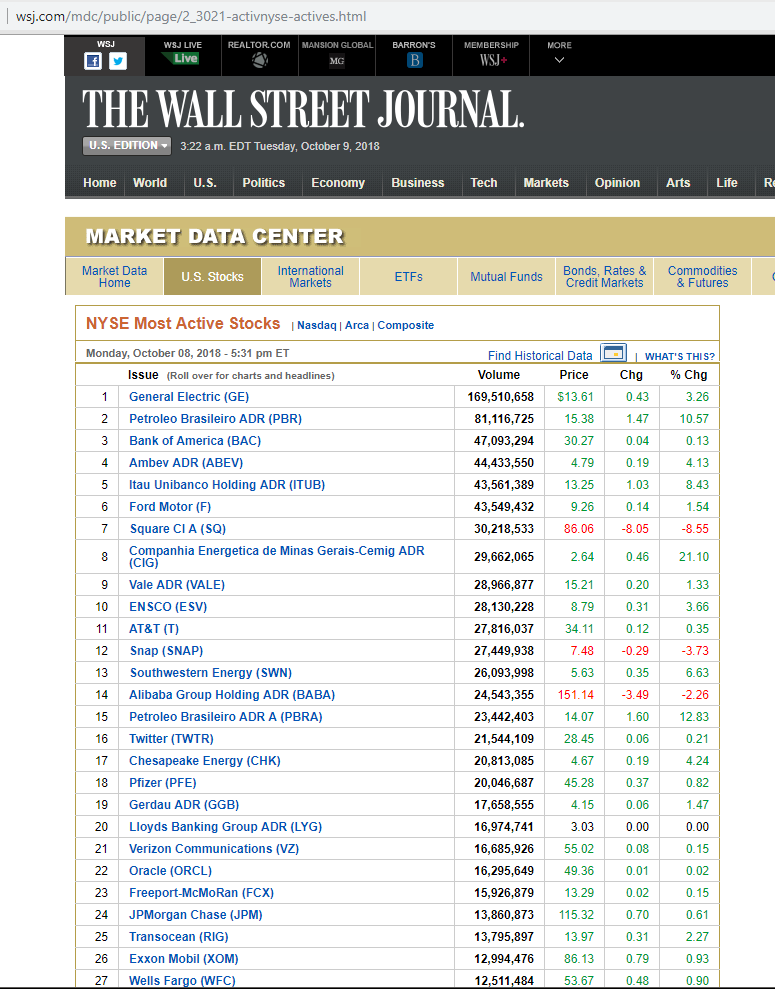 wsj.com/mdc/public/page/2_3021-activnyse-actives.html
WSJ WSJ LIVE REALTOR.COM MANSION GLOBAL BARRON'S MEMBERSHIP MORE
f Live MG B WSJ+
THE WALL STREET JOURNAL.
U.S. EDITION 3:22 a.m. EDT Tuesday, October 9, 2018
Home World U.S. Politics Economy Business Tech Markets Opinion Arts Life
MARKET DATA CENTER
Market Data Home U.S. Stocks International Markets ETFs Mutual Funds Bonds, Rates & Credit Markets Commodities & Futures
NYSE Most Active Stocks | Nasdaq | Arca | Composite
Monday, October 08, 2018 - 5:31 pm ET Find Historical Data | WHAT'S THIS?
Issue (Roll over for charts and headlines) Volume Price Chg % Chg
1 General Electric (GE) 169,510,658 $13.61 0.43 3.26
2 Petroleo Brasileiro ADR (PBR) 81,116,725 15.38 1.47 10.57
3 Bank of America (BAC) 47,093,294 30.27 0.04 0.13
4 Ambev ADR (ABEV) 44,433,550 4.79 0.19 4.13
5 Itau Unibanco Holding ADR (ITUB) 43,561,389 13.25 1.03 8.43
6 Ford Motor (F) 43,549,432 9.26 0.14 1.54
7 Square Cl A (SQ) 30,218,533 86.06 -8.05 -8.55
8 Companhia Energetica de Minas Gerais-Cemig ADR (CIG) 29,662,065 2.64 0.46 21.10
9 Vale ADR (VALE) 28,966,877 15.21 0.20 1.33
10 ENSCO (ESV) 28,130,228 8.79 0.31 3.66
11 AT&T (T) 27,816,037 34.11 0.12 0.35
12 Snap (SNAP) 27,449,938 7.48 -0.29 -3.73
13 Southwestern Energy (SWN) 26,093,998 5.63 0.35 6.63
14 Alibaba Group Holding ADR (BABA) 24,543,355 151.14 -3.49 -2.26
15 Petroleo Brasileiro ADR A (PBRA) 23,442,403 14.07 1.60 12.83
16 Twitter (TWTR) 21,544,109 28.45 0.06 0.21
17 Chesapeake Energy (CHK) 20,813,085 4.67 0.19 4.24
18 Pfizer (PFE) 20,046,687 45.28 0.37 0.82
19 Gerdau ADR (GGB) 17,658,555 4.15 0.06 1.47
20 Lloyds Banking Group ADR (LYG) 16,974,741 3.03 0.00 0.00
21 Verizon Communications (VZ) 16,685,926 55.02 0.08 0.15
22 Oracle (ORCL) 16,295,649 49.36 0.01 0.02
23 Freeport-McMoRan (FCX) 15,926,879 13.29 0.02 0.15
24 JPMorgan Chase (JPM) 13,860,873 115.32 0.70 0.61
25 Transocean (RIG) 13,795,897 13.97 0.31 2.27
26 Exxon Mobil (XOM) 12,994,476 86.13 0.79 0.93
27 Wells Fargo (WFC) 12,511,484 53.67 0.48 0.90